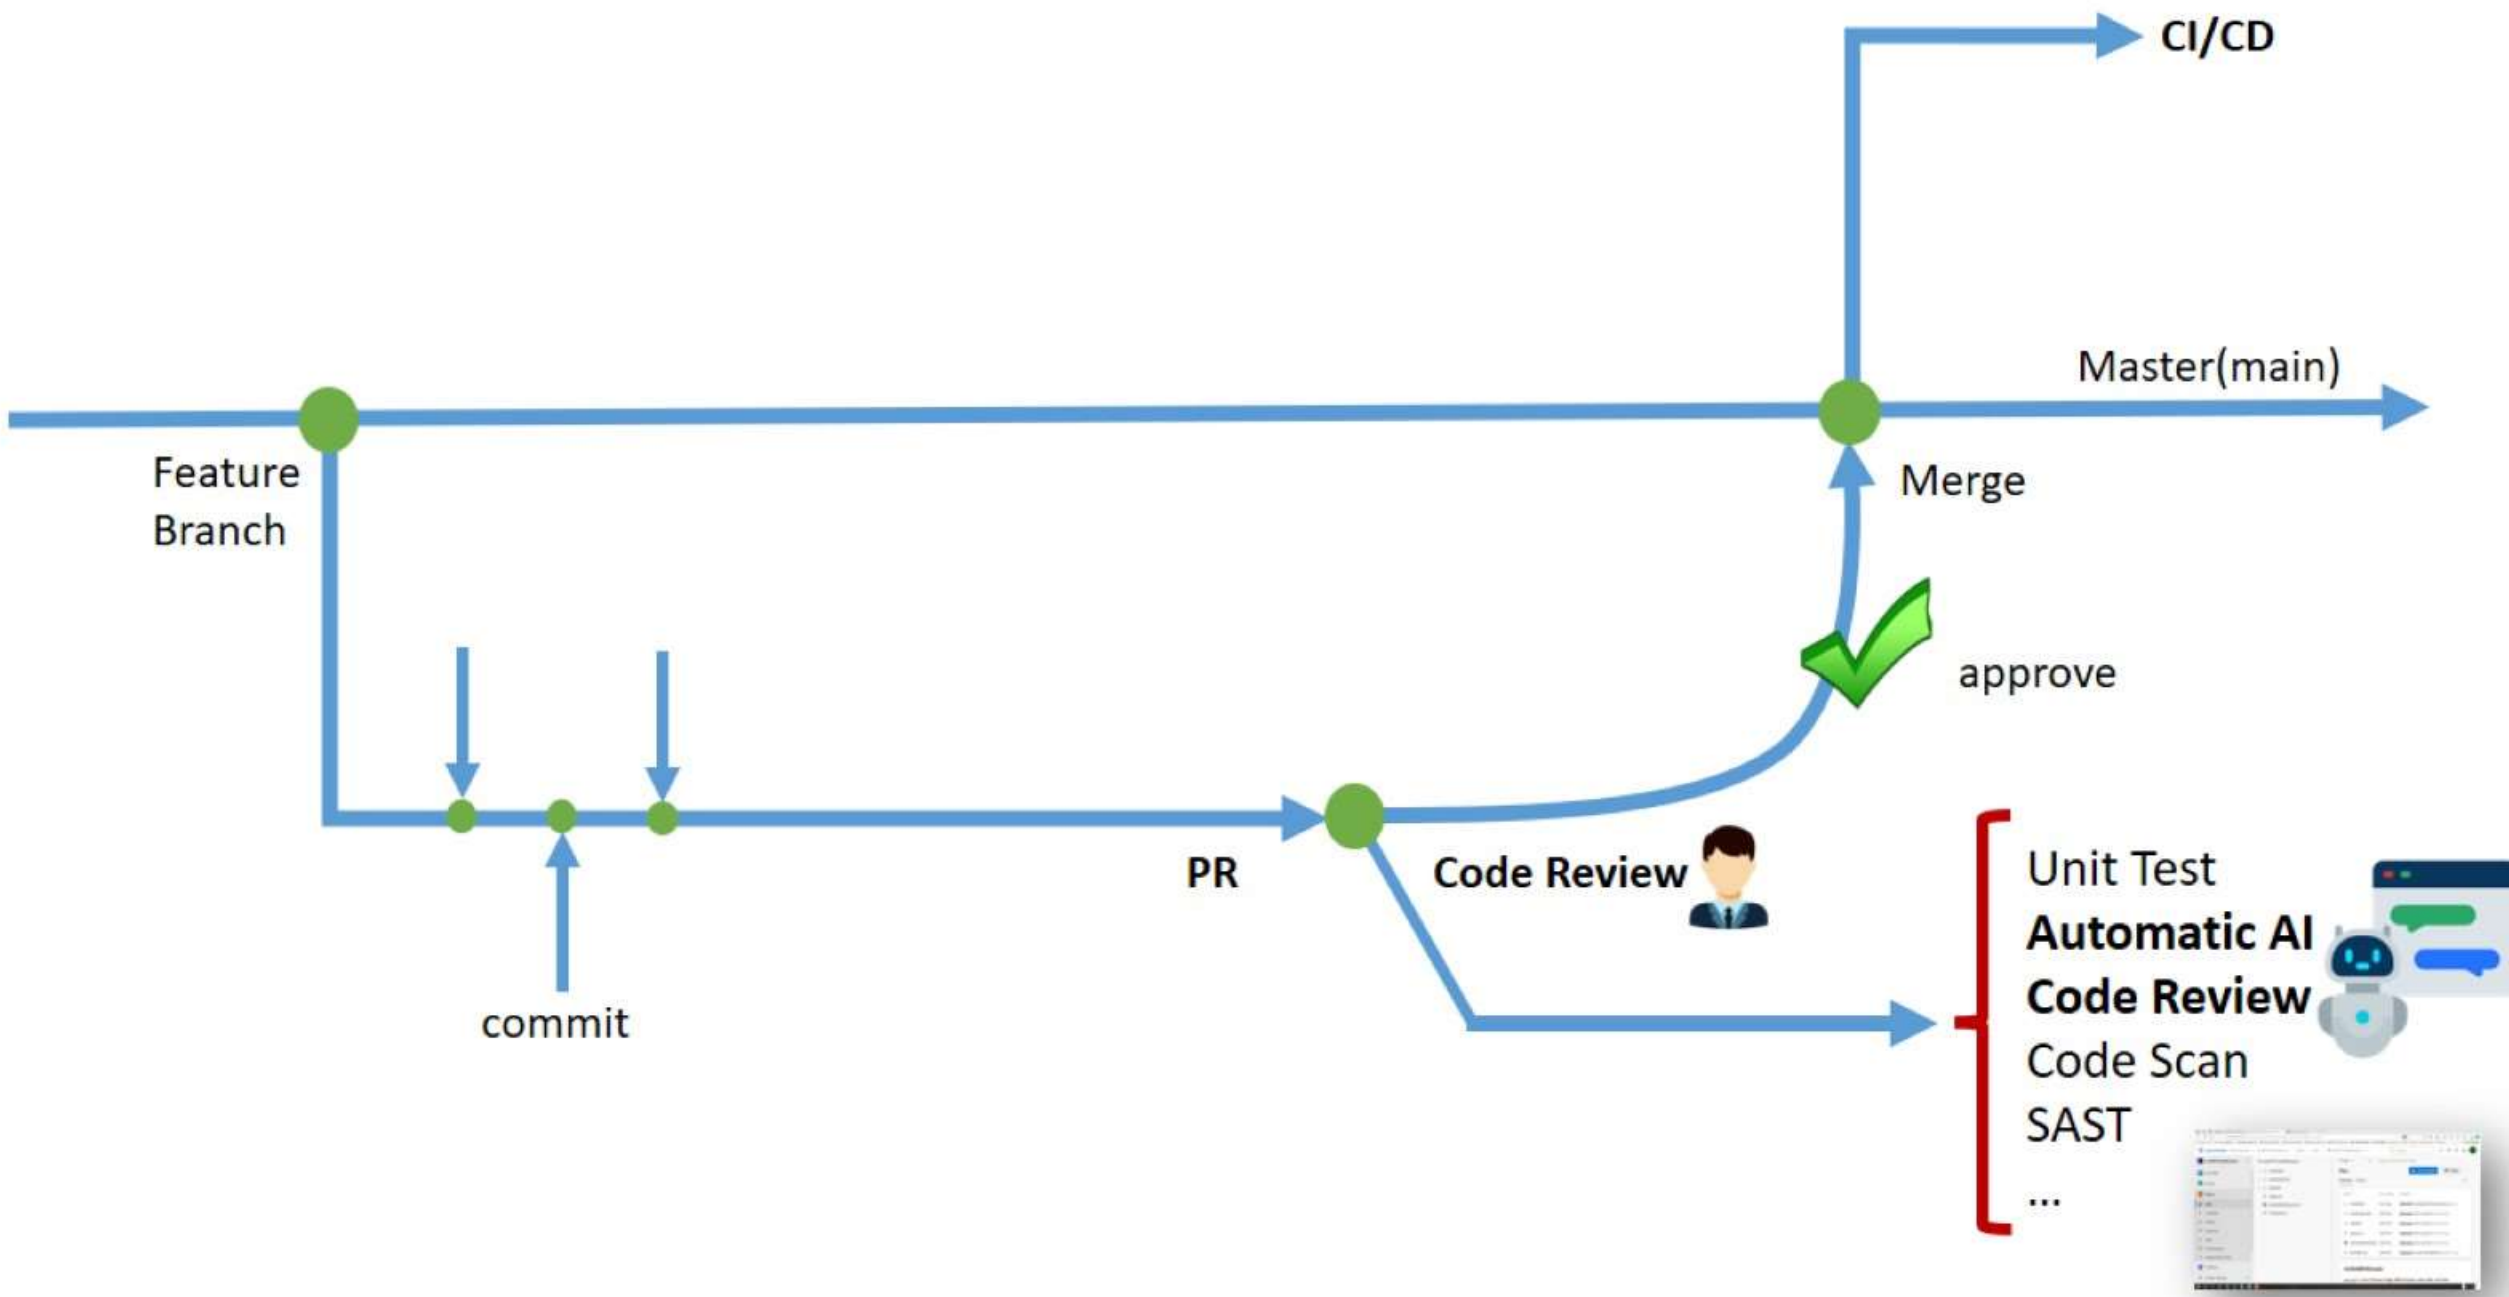 CI/CD
Master(main)
Feature
Branch
Merge
approve
PR
Code Review
commit
Unit Test
Automatic AI
Code Review
Code Scan
SAST
...